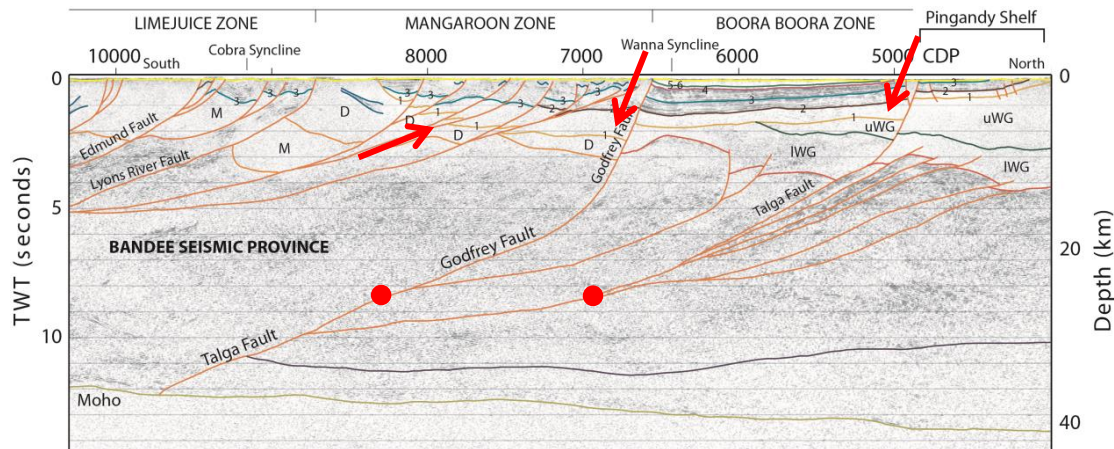 LIMEJUICE ZONE MANGAROON ZONE BOORA BOORA ZONE Pingandy Shelf
Cobra Syncline Wanna Syncline
10000 South 8000 7000 6000 5000 CDP North
0 0
3 3 3 3 3 3 5-6 4 3
M D 1 1 2 3 1 2 2 1
D 1 1 uWG uWG
Edmund Fault
M D 1 D
Godfrey Fault
lWG lWG
Lyons River Fault
Talga Fault
5
BANDEE SEISMIC PROVINCE
Godfrey Fault
20
TWT (seconds)
Depth (km)
10
Talga Fault
Moho
40